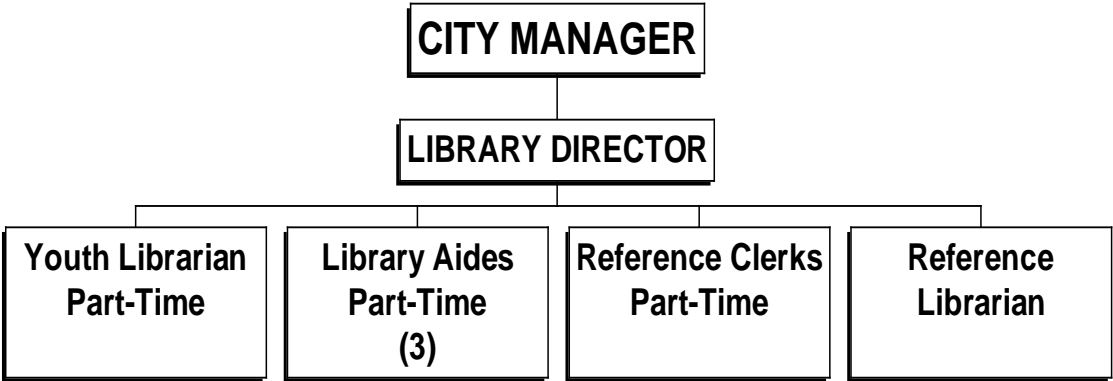 CITY MANAGER
LIBRARY DIRECTOR
Youth Librarian
Part-Time
Library Aides
Part-Time
(3)
Reference Clerks
Part-Time
Reference
Librarian